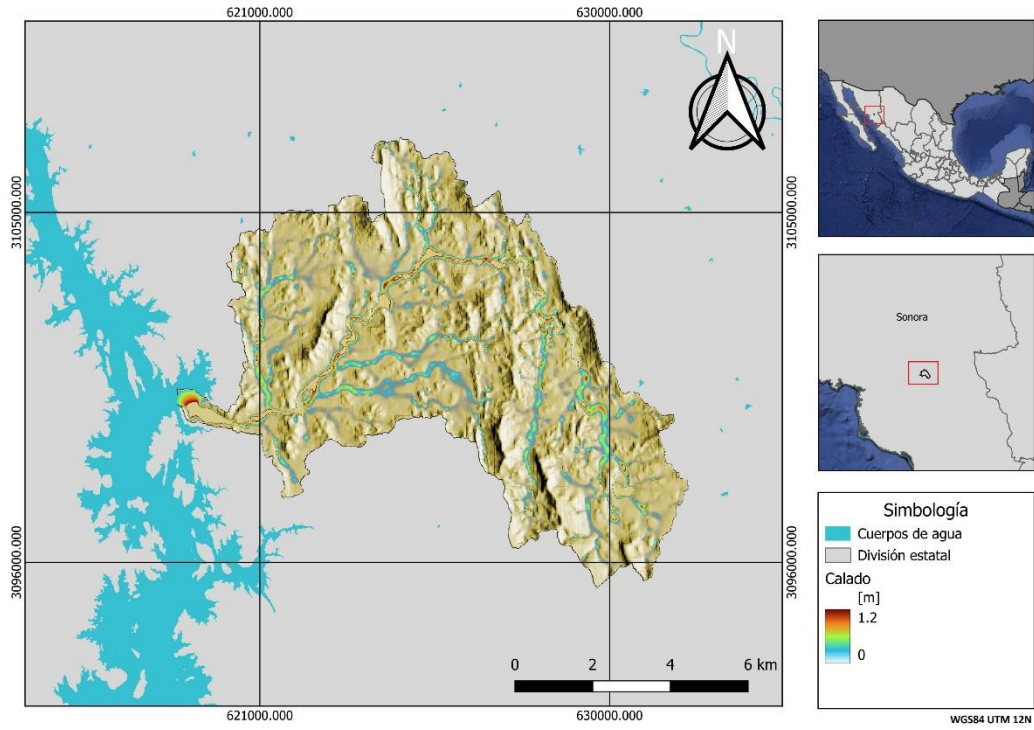 621000.000
630000.000
N
3105000.000
3105000.000
3096000.000
3096000.000
0 2 4 6 km
621000.000
630000.000
Sonora
Simbología
Cuerpos de agua
División estatal
Calado
[m]
1.2
0
WGS84 UTM 12N